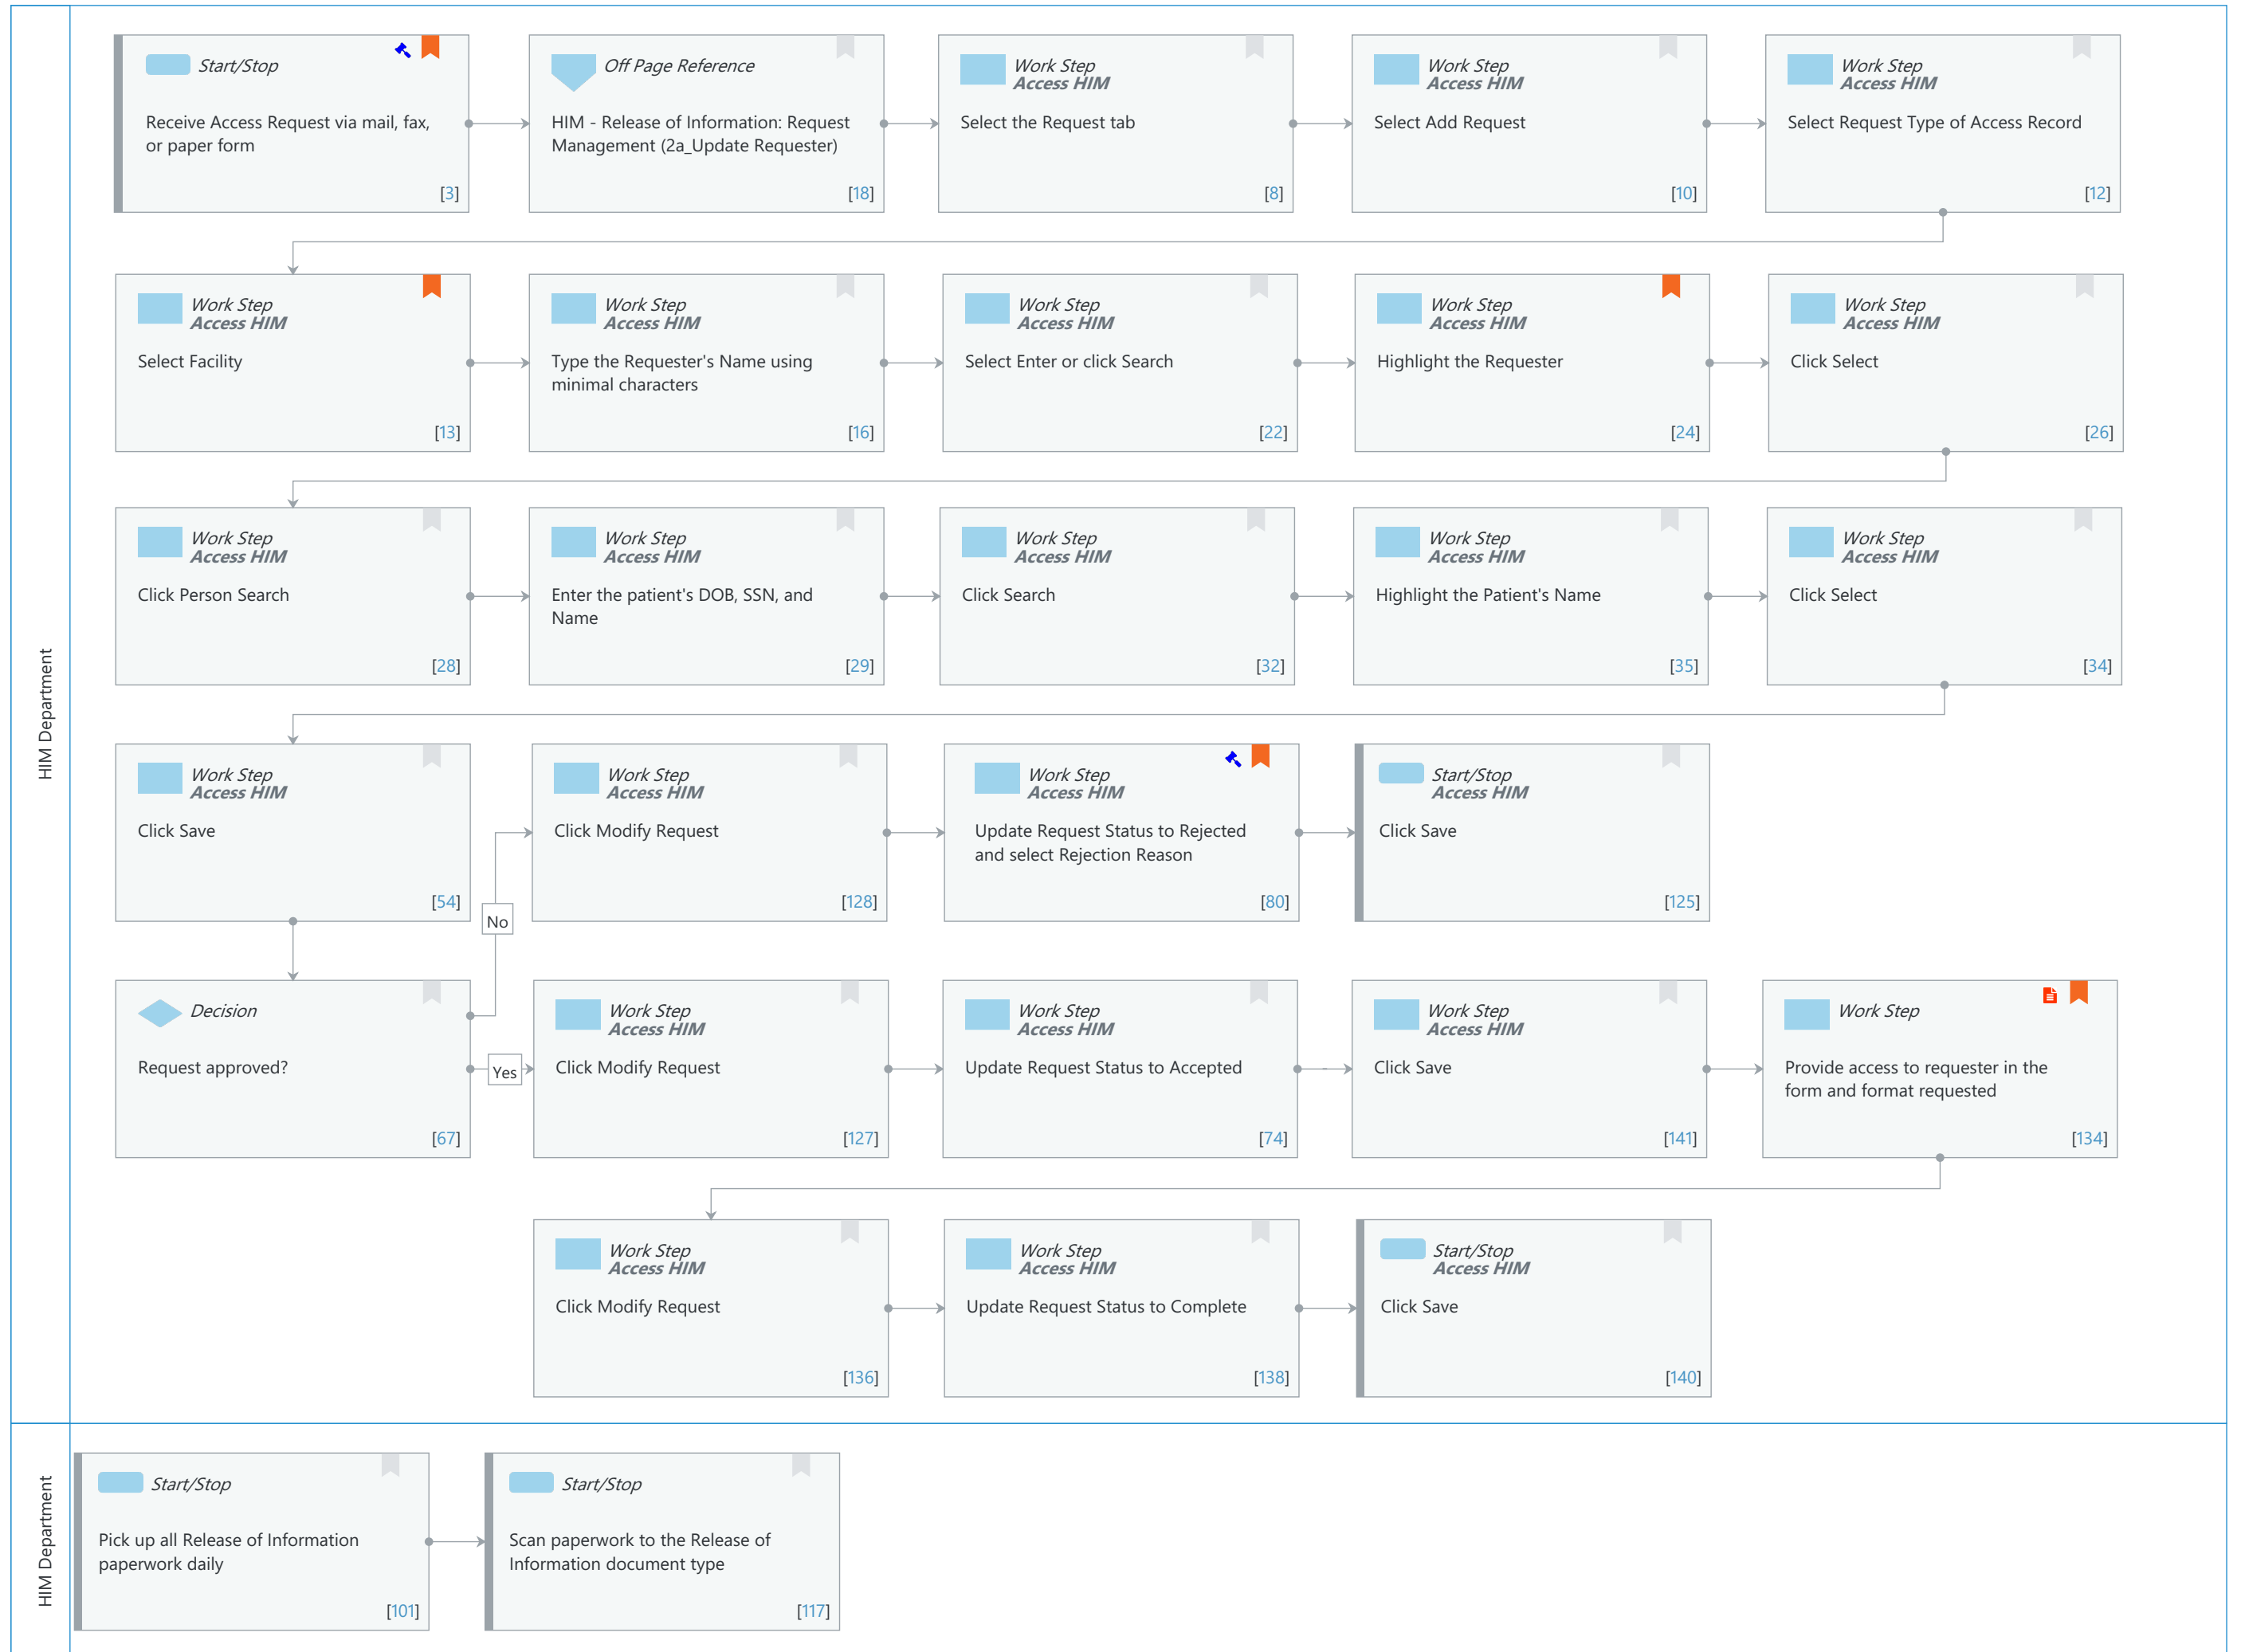 HIM Department
Start/Stop
Receive Access Request via mail, fax,
or paper form
[3]
Off Page Reference
HIM - Release of Information: Request
Management (2a_Update Requester)
[18]
Work Step
Access HIM
Select the Request tab
[8]
Work Step
Access HIM
Select Add Request
[10]
Work Step
Access HIM
Select Request Type of Access Record
[12]
Work Step
Access HIM
Select Facility
[13]
Work Step
Access HIM
Type the Requester's Name using
minimal characters
[16]
Work Step
Access HIM
Select Enter or click Search
[22]
Work Step
Access HIM
Highlight the Requester
[24]
Work Step
Access HIM
Click Select
[26]
Work Step
Access HIM
Click Person Search
[28]
Work Step
Access HIM
Enter the patient's DOB, SSN, and
Name
[29]
Work Step
Access HIM
Click Search
[32]
Work Step
Access HIM
Highlight the Patient's Name
[35]
Work Step
Access HIM
Click Select
[34]
Work Step
Access HIM
Click Save
[54]
No
Work Step
Access HIM
Click Modify Request
[128]
Work Step
Access HIM
Update Request Status to Rejected
and select Rejection Reason
[80]
Start/Stop
Access HIM
Click Save
[125]
Decision
Request approved?
[67]
Yes
Work Step
Access HIM
Click Modify Request
[127]
Work Step
Access HIM
Update Request Status to Accepted
[74]
Work Step
Access HIM
Click Save
[141]
Work Step
Provide access to requester in the
form and format requested
[134]
Work Step
Access HIM
Click Modify Request
[136]
Work Step
Access HIM
Update Request Status to Complete
[138]
Start/Stop
Access HIM
Click Save
[140]
HIM Department
Start/Stop
Pick up all Release of Information
paperwork daily
[101]
Start/Stop
Scan paperwork to the Release of
Information document type
[117]